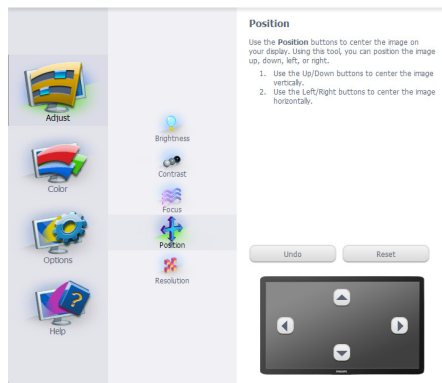 Position
Use the Position buttons to center the image on
your display. Using this tool, you can position the image
up, down, left, or right.
1. Use the Up/Down buttons to center the image
vertically.
2. Use the Left/Right buttons to center the image
horizontally.
Adjust
Color
Options
Help
Brightness
Contrast
Focus
Position
Resolution
Undo
Reset
PHILIPS